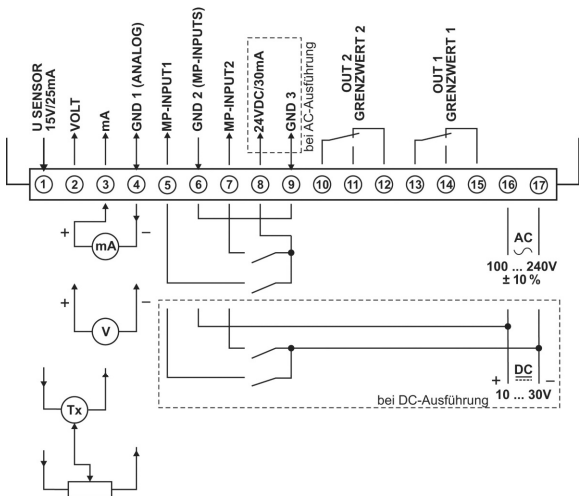 U SENSOR
15V/25mA
VOLT
mA
GND 1 (ANALOG)
MP-INPUT1
GND 2 (MP-INPUTS)
MP-INPUT2
24VDC/30mA
GND 3
bei AC-Ausführung
OUT 2
GRENZWERT 2
OUT 1
GRENZWERT 1
1 2 3 4 5 6 7 8 9 10 11 12 13 14 15 16 17
+ mA −
AC
100 ... 240V
± 10 %
+ V −
+ DC −
10 ... 30V
bei DC-Ausführung
Tx